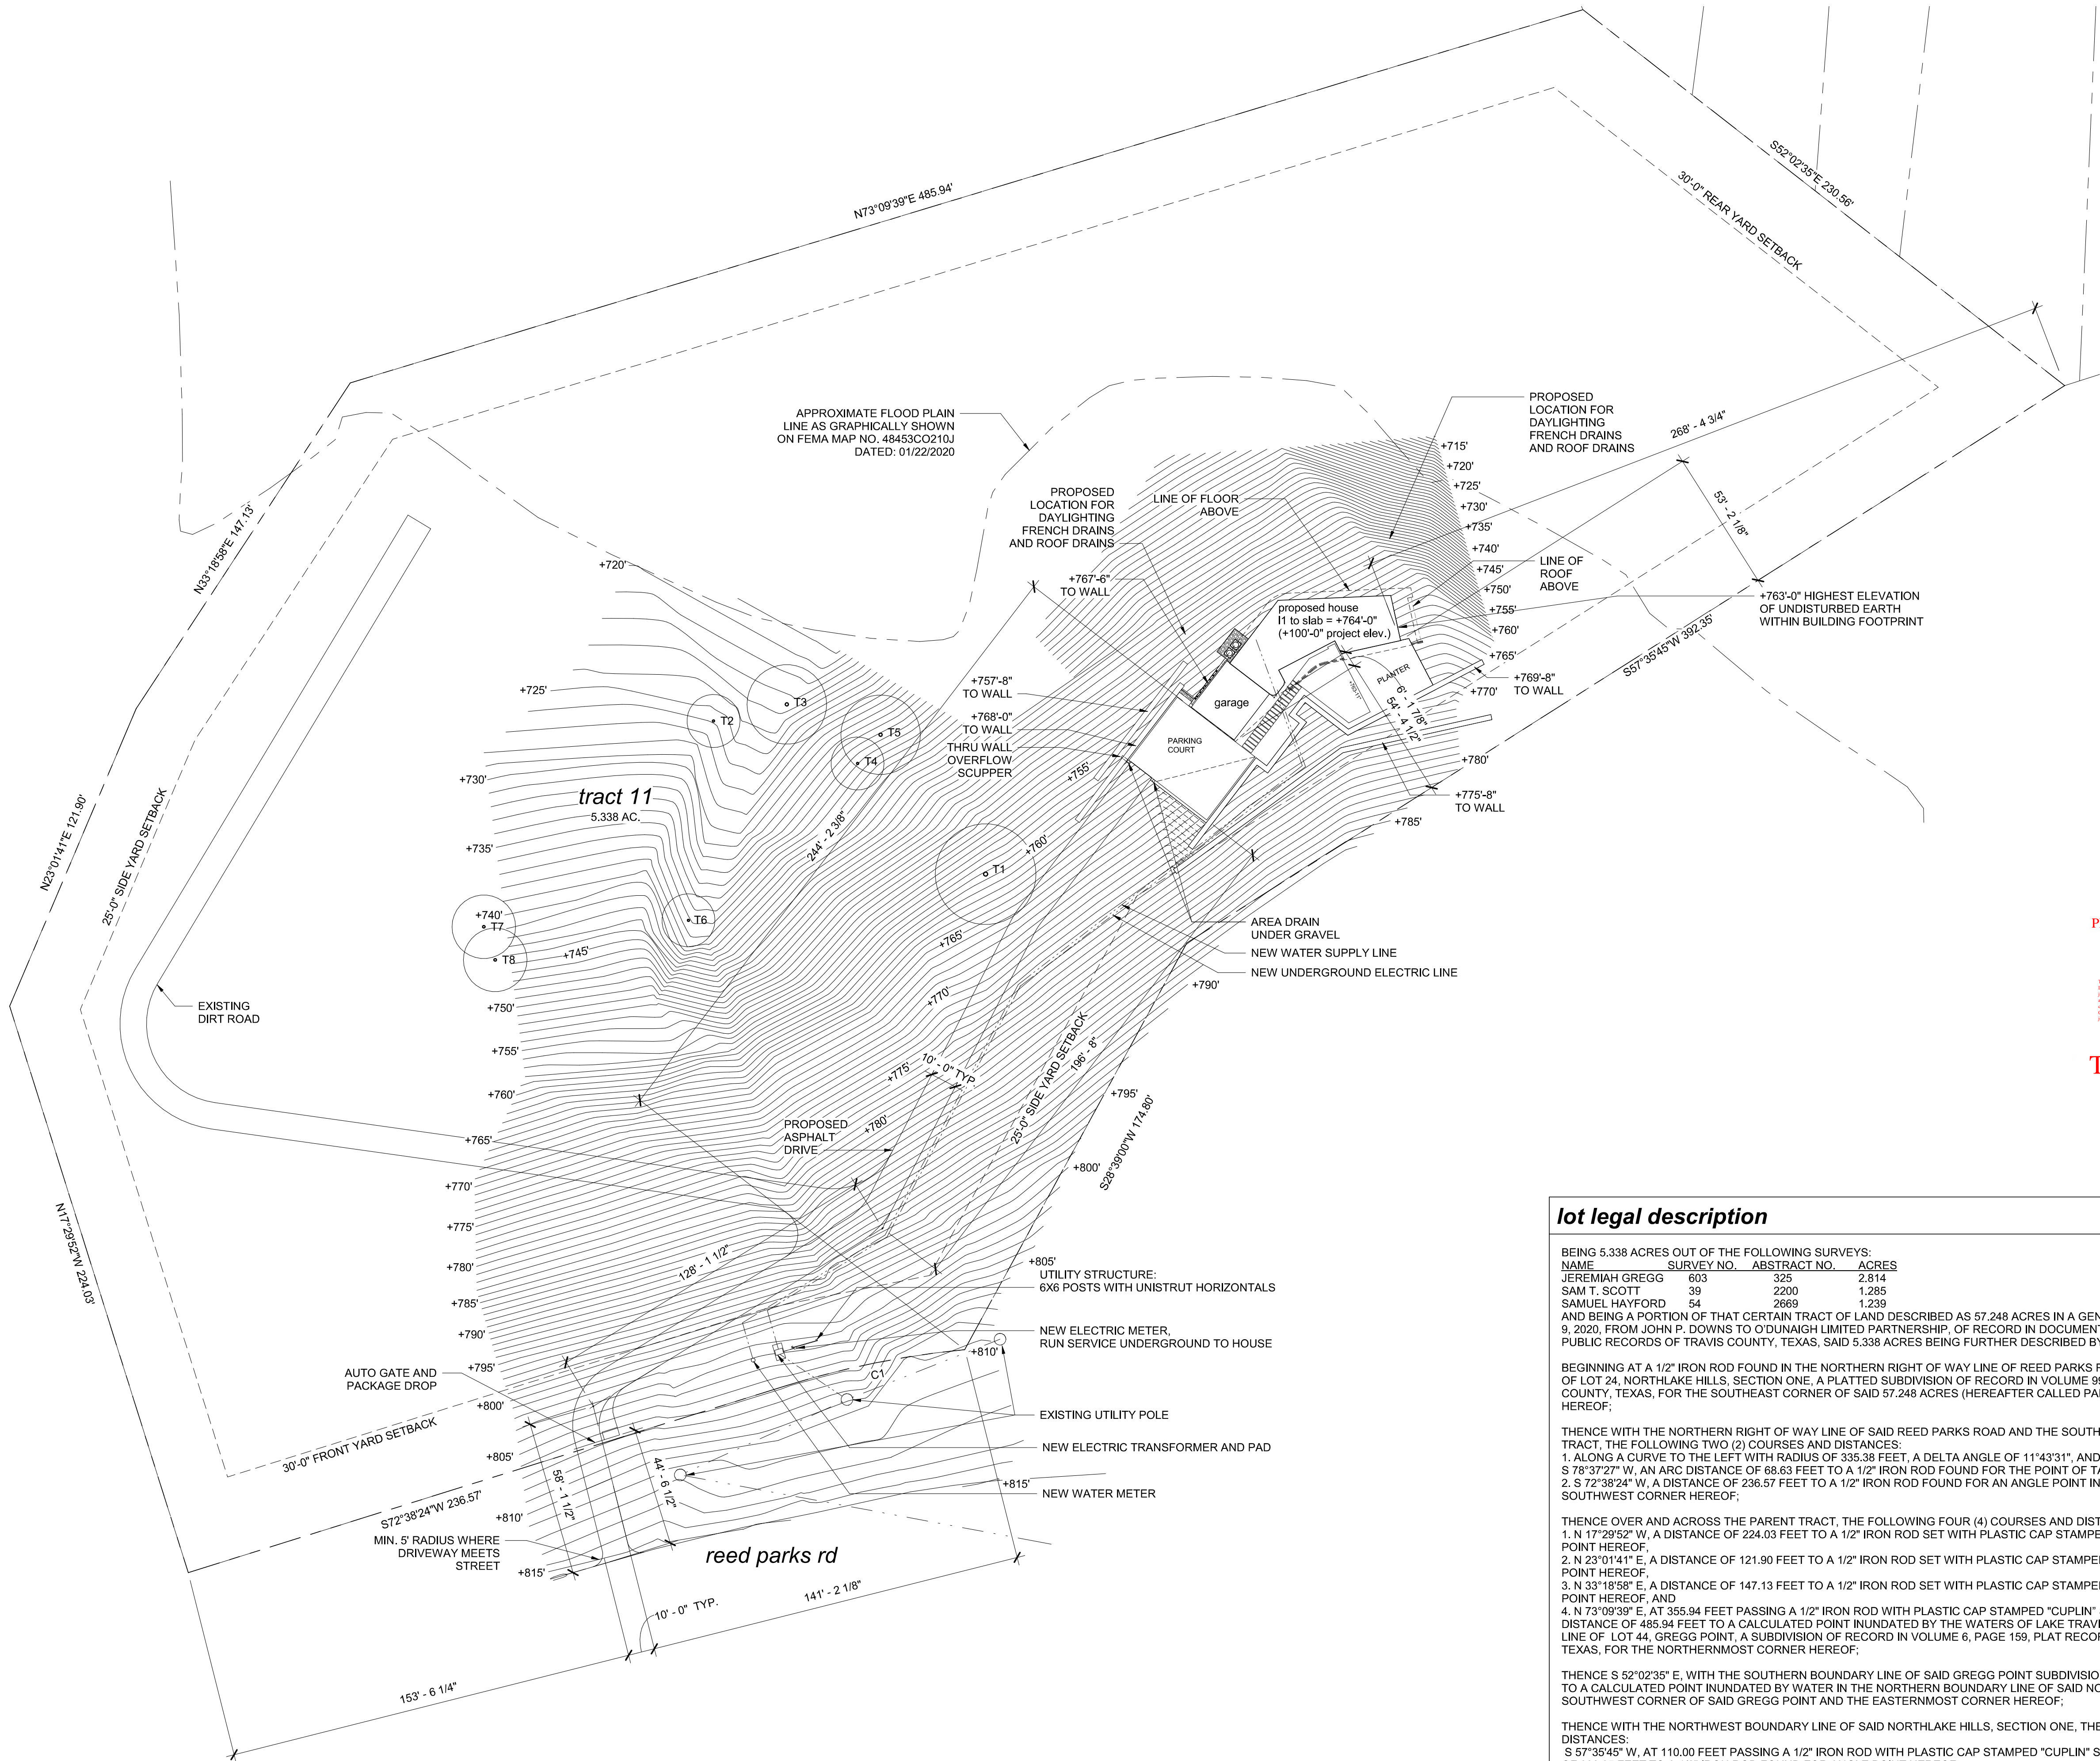 S52°02'35"E 230.56'
30'-0" REAR YARD SETBACK
N73°09'39"E 485.94'
APPROXIMATE FLOOD PLAIN
LINE AS GRAPHICALLY SHOWN
ON FEMA MAP NO. 48453CO210J
DATED: 01/22/2020
PROPOSED
LOCATION FOR
DAYLIGHTING
FRENCH DRAINS
AND ROOF DRAINS
268' - 4 3/4"
+715'
+720'
+725'
+730'
+735'
+740'
+745'
+750'
+755'
+760'
+765'
+770'
+780'
+785'
53' - 2 1/8"
PROPOSED
LOCATION FOR
DAYLIGHTING
FRENCH DRAINS
AND ROOF DRAINS
LINE OF FLOOR
ABOVE
LINE OF
ROOF
ABOVE
+763'-0" HIGHEST ELEVATION
OF UNDISTURBED EARTH
WITHIN BUILDING FOOTPRINT
S57°35'45"W 392.35'
+767'-6"
TO WALL
proposed house
l1 to slab = +764'-0"
(+100'-0" project elev.)
PLANTER
6' - 1 7/8"
54' - 4 1/2"
+769'-8"
TO WALL
+757'-8"
TO WALL
+768'-0"
TO WALL
THRU WALL
OVERFLOW
SCUPPER
garage
PARKING
COURT
+775'-8"
TO WALL
N33°18'58"E 147.13'
+720'
+725'
T2
T3
T5
T4
+730'
tract 11
5.338 AC.
+755'
244' - 2 3/8"
+735'
T1
+760'
N23°01'41"E 121.90'
25'-0" SIDE YARD SETBACK
+740'
T7
T6
T8
+745'
+765'
AREA DRAIN
UNDER GRAVEL
NEW WATER SUPPLY LINE
NEW UNDERGROUND ELECTRIC LINE
+790'
+770'
EXISTING
DIRT ROAD
+750'
+755'
+760'
+775'
10' - 0" TYP
25'-0" SIDE YARD SETBACK
196' - 8"
+795'
S28°39'00"W 174.80'
PROPOSED
ASPHALT
DRIVE
+780'
+765'
+800'
+770'
+775'
+780'
+785'
+790'
+795'
N17°29'52"W 224.03'
128' - 1 1/2"
+805'
UTILITY STRUCTURE:
6X6 POSTS WITH UNISTRUT HORIZONTALS
NEW ELECTRIC METER,
RUN SERVICE UNDERGROUND TO HOUSE
+810'
C1
AUTO GATE AND
PACKAGE DROP
+800'
EXISTING UTILITY POLE
30'-0" FRONT YARD SETBACK
+805'
NEW ELECTRIC TRANSFORMER AND PAD
58' - 1 1/2"
44' - 6 1/2"
+815'
NEW WATER METER
S72°38'24"W 236.57'
+810'
MIN. 5' RADIUS WHERE
DRIVEWAY MEETS
STREET
+815'
reed parks rd
10' - 0" TYP.
141' - 2 1/8"
153' - 6 1/4"
P
T
lot legal description
BEING 5.338 ACRES OUT OF THE FOLLOWING SURVEYS:
NAME SURVEY NO. ABSTRACT NO. ACRES
JEREMIAH GREGG 603 325 2.814
SAM T. SCOTT 39 2200 1.285
SAMUEL HAYFORD 54 2669 1.239
AND BEING A PORTION OF THAT CERTAIN TRACT OF LAND DESCRIBED AS 57.248 ACRES IN A GEN
9, 2020, FROM JOHN P. DOWNS TO O'DUNAIGH LIMITED PARTNERSHIP, OF RECORD IN DOCUMENT
PUBLIC RECORDS OF TRAVIS COUNTY, TEXAS, SAID 5.338 ACRES BEING FURTHER DESCRIBED BY
BEGINNING AT A 1/2" IRON ROD FOUND IN THE NORTHERN RIGHT OF WAY LINE OF REED PARKS R
OF LOT 24, NORTHLAKE HILLS, SECTION ONE, A PLATTED SUBDIVISION OF RECORD IN VOLUME 99
COUNTY, TEXAS, FOR THE SOUTHEAST CORNER OF SAID 57.248 ACRES (HEREAFTER CALLED PA
HEREOF;
THENCE WITH THE NORTHERN RIGHT OF WAY LINE OF SAID REED PARKS ROAD AND THE SOUTH
TRACT, THE FOLLOWING TWO (2) COURSES AND DISTANCES:
1. ALONG A CURVE TO THE LEFT WITH RADIUS OF 335.38 FEET, A DELTA ANGLE OF 11°43'31", AND
S 78°37'27" W, AN ARC DISTANCE OF 68.63 FEET TO A 1/2" IRON ROD FOUND FOR THE POINT OF TA
2. S 72°38'24" W, A DISTANCE OF 236.57 FEET TO A 1/2" IRON ROD FOUND FOR AN ANGLE POINT IN
SOUTHWEST CORNER HEREOF;
THENCE OVER AND ACROSS THE PARENT TRACT, THE FOLLOWING FOUR (4) COURSES AND DIST
1. N 17°29'52" W, A DISTANCE OF 224.03 FEET TO A 1/2" IRON ROD SET WITH PLASTIC CAP STAMPE
POINT HEREOF,
2. N 23°01'41" E, A DISTANCE OF 121.90 FEET TO A 1/2" IRON ROD SET WITH PLASTIC CAP STAMPE
POINT HEREOF,
3. N 33°18'58" E, A DISTANCE OF 147.13 FEET TO A 1/2" IRON ROD SET WITH PLASTIC CAP STAMPE
POINT HEREOF, AND
4. N 73°09'39" E, AT 355.94 FEET PASSING A 1/2" IRON ROD WITH PLASTIC CAP STAMPED "CUPLIN"
DISTANCE OF 485.94 FEET TO A CALCULATED POINT INUNDATED BY THE WATERS OF LAKE TRAVI
LINE OF LOT 44, GREGG POINT, A SUBDIVISION OF RECORD IN VOLUME 6, PAGE 159, PLAT RECOR
TEXAS, FOR THE NORTHERNMOST CORNER HEREOF;
THENCE S 52°02'35" E, WITH THE SOUTHERN BOUNDARY LINE OF SAID GREGG POINT SUBDIVISIO
TO A CALCULATED POINT INUNDATED BY WATER IN THE NORTHERN BOUNDARY LINE OF SAID NO
SOUTHWEST CORNER OF SAID GREGG POINT AND THE EASTERNMOST CORNER HEREOF;
THENCE WITH THE NORTHWEST BOUNDARY LINE OF SAID NORTHLAKE HILLS, SECTION ONE, THE
DISTANCES:
S 57°35'45" W, AT 110.00 FEET PASSING A 1/2" IRON ROD WITH PLASTIC CAP STAMPED "CUPLIN" S